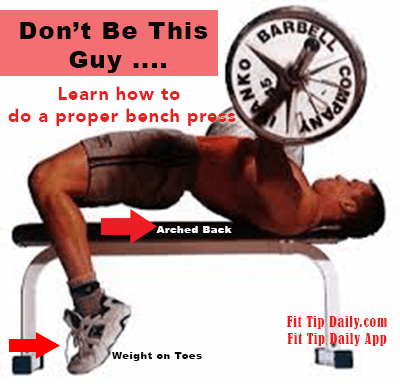 Don't Be This
Guy ....
Learn how to
do a proper bench press
IVANKO BARBELL COMPANY
45
Arched Back
Weight on Toes
Fit Tip Daily.com
Fit Tip Daily App